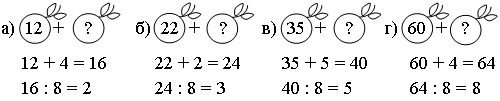 а) 12 + ? б) 22 + ? в) 35 + ? г) 60 + ?
12 + 4 = 16 22 + 2 = 24 35 + 5 = 40 60 + 4 = 64
16 : 8 = 2 24 : 8 = 3 40 : 8 = 5 64 : 8 = 8